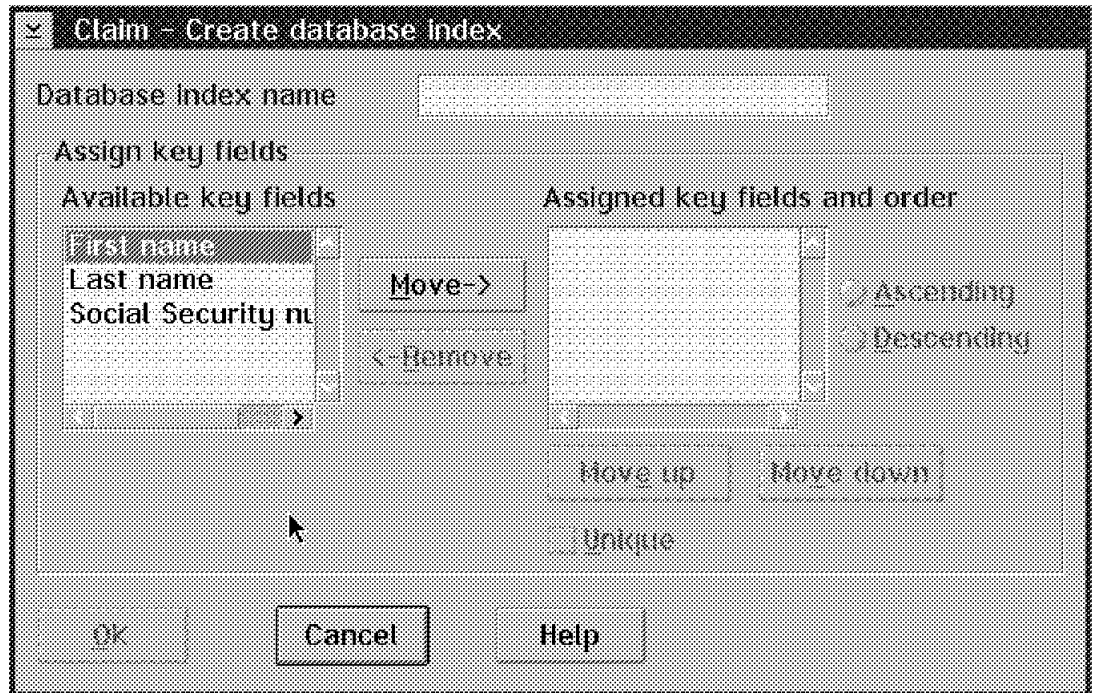 Claim - Create database index
Database index name
Assign key fields
Available key fields
Assigned key fields and order
First name
Last name
Social Security nu
Move->
<-Remove
Ascending
Descending
Move up
Move down
Unique
OK
Cancel
Help